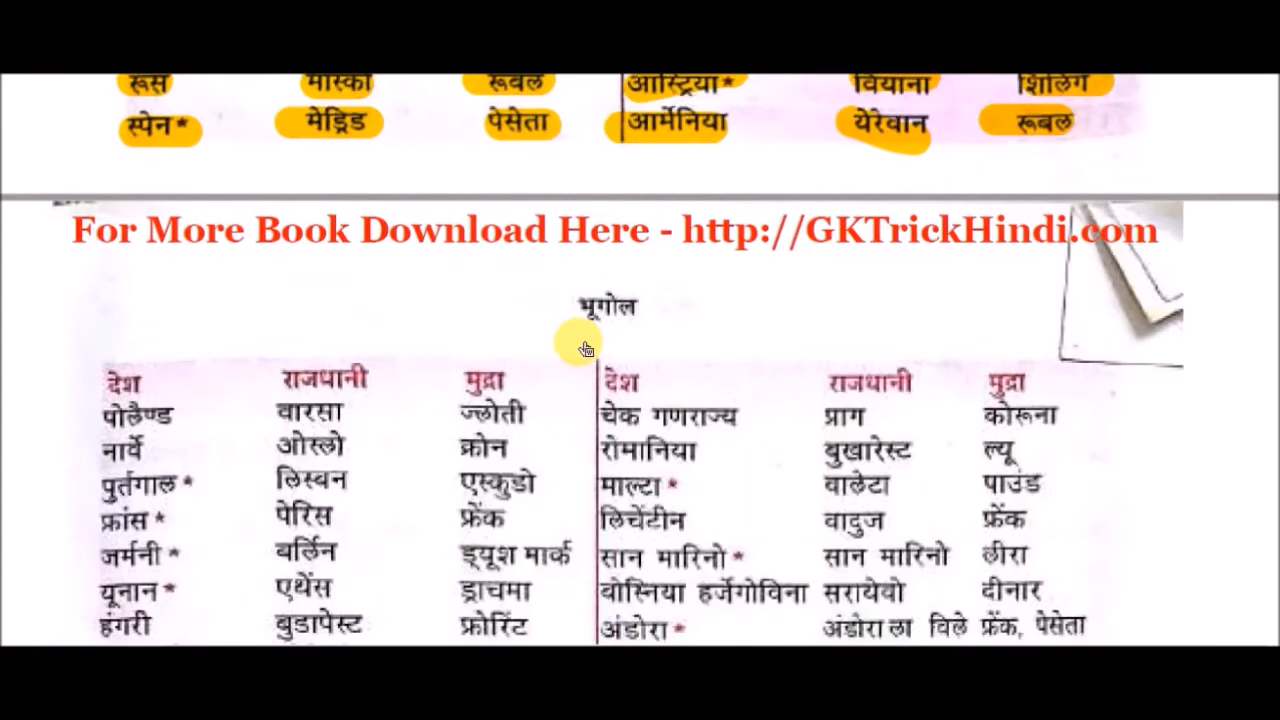 रूस मास्को रूबल आस्ट्रिया* वियाना शिलिंग
स्पेन* मेड्रिड पेसेता आर्मेनिया येरेवान रूबल
For More Book Download Here - http://GKTrickHindi.com
भूगोल
देश राजधानी मुद्रा देश राजधानी मुद्रा
पोलैण्ड वारसा ज्लोती चेक गणराज्य प्राग कोरूना
नार्वे ओस्लो क्रोन रोमानिया बुखारेस्ट ल्यू
पुर्तगाल* लिस्बन एस्कुडो माल्टा* वालेटा पाउंड
फ्रांस* पेरिस फ्रेंक लिचेंटीन वादुज फ्रेंक
जर्मनी* बर्लिन ड्यूश मार्क सान मारिनो* सान मारिनो लीरा
यूनान* एथेंस ड्राचमा बोस्निया हर्जेगोविना सरायेवो दीनार
हंगरी बुडापेस्ट फ्रोरिंट अंडोरा* अंडोरा ला विले फ्रेंक, पेसेता